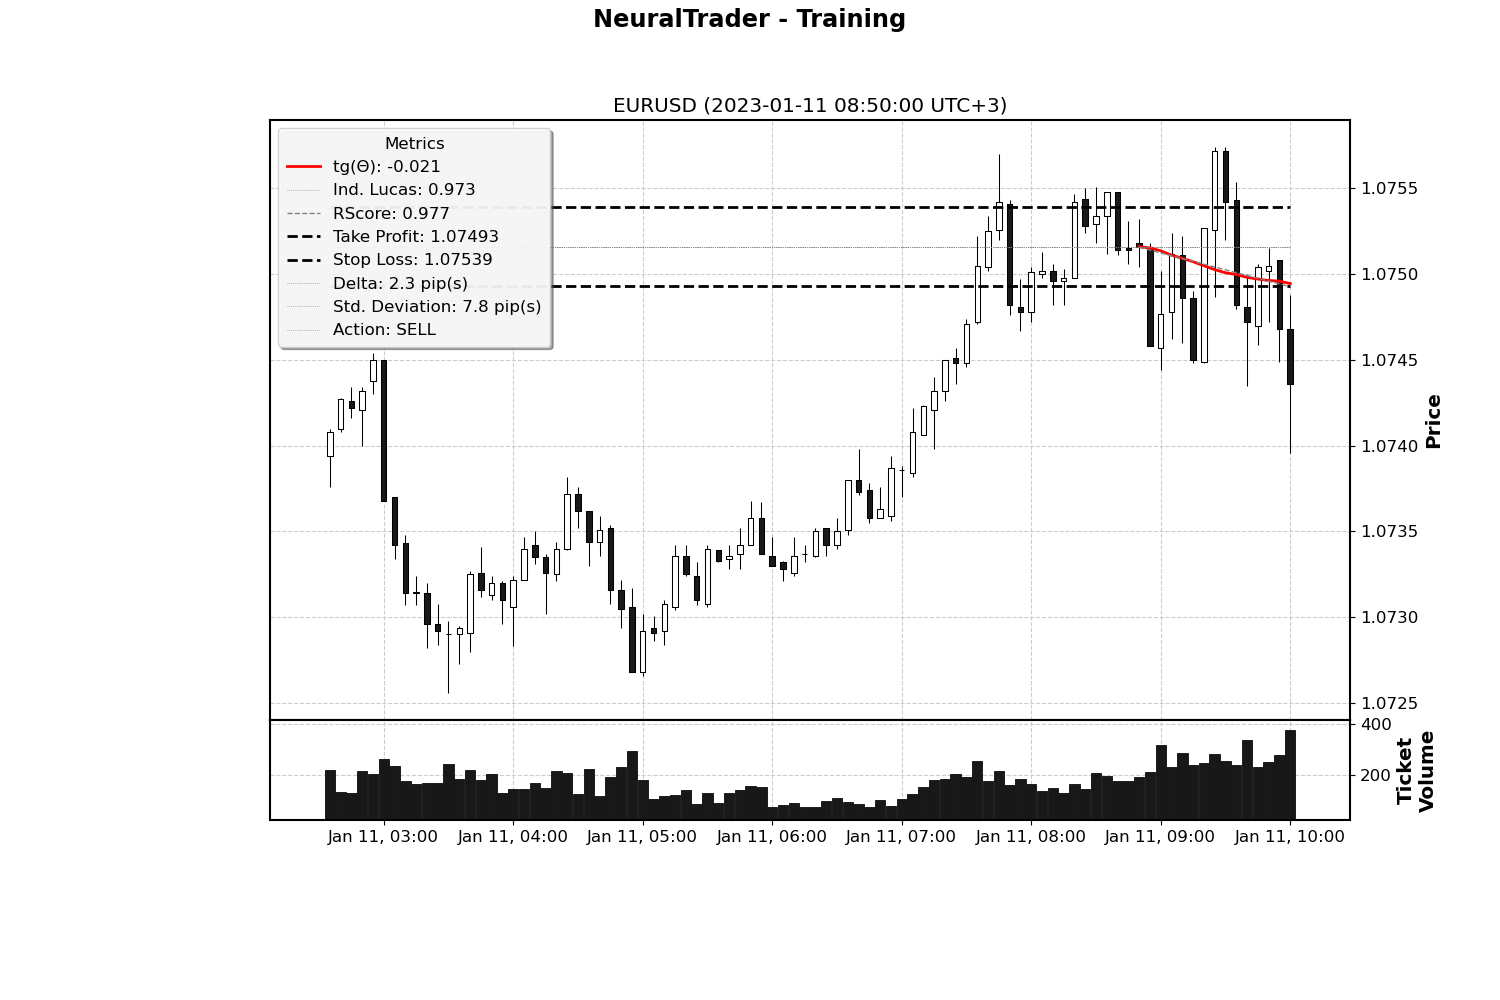 NeuralTrader - Training
EURUSD (2023-01-11 08:50:00 UTC+3)
Metrics
tg(Θ): -0.021
Ind. Lucas: 0.973
RScore: 0.977
Take Profit: 1.07493
Stop Loss: 1.07539
Delta: 2.3 pip(s)
Std. Deviation: 7.8 pip(s)
Action: SELL
1.0755
1.0750
1.0745
1.0740
1.0735
1.0730
1.0725
Price
400
200
Ticket
Volume
Jan 11, 03:00
Jan 11, 04:00
Jan 11, 05:00
Jan 11, 06:00
Jan 11, 07:00
Jan 11, 08:00
Jan 11, 09:00
Jan 11, 10:00